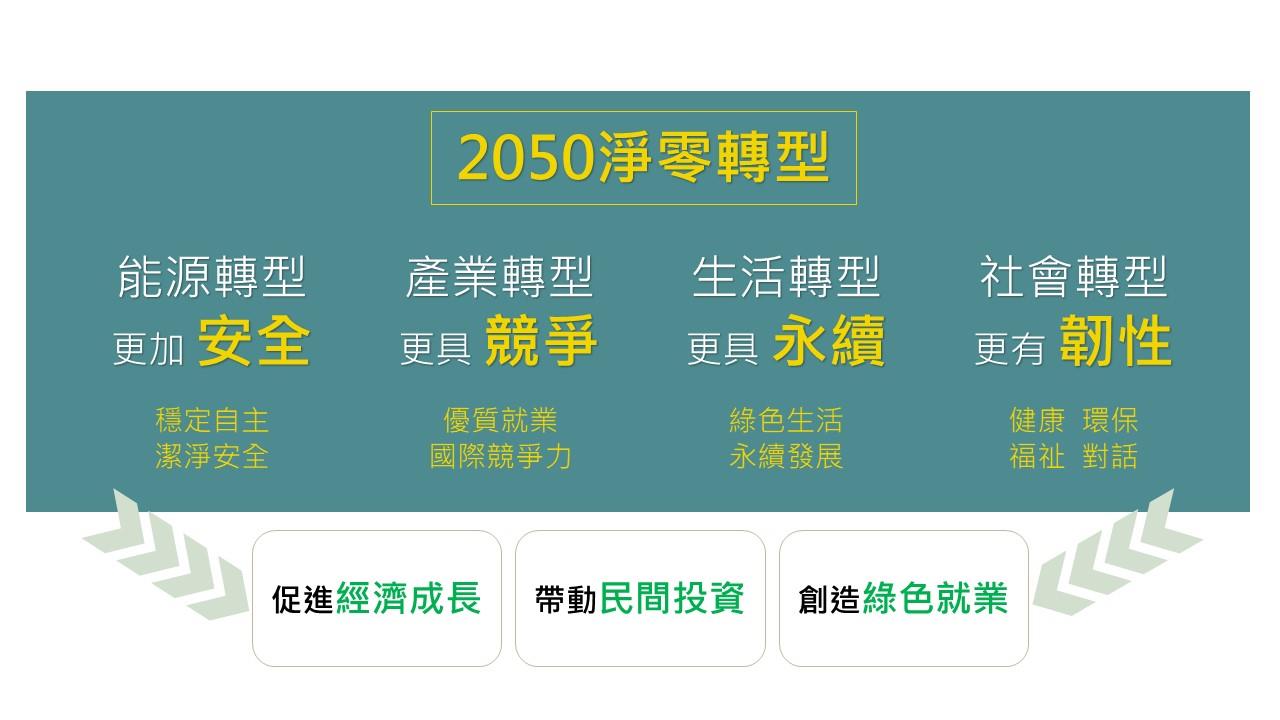 2050淨零轉型
能源轉型
更加 安全
穩定自主
潔淨安全
產業轉型
更具 競爭
優質就業
國際競爭力
生活轉型
更具 永續
綠色生活
永續發展
社會轉型
更有 韌性
健康 環保
福祉 對話
促進經濟成長
帶動民間投資
創造綠色就業